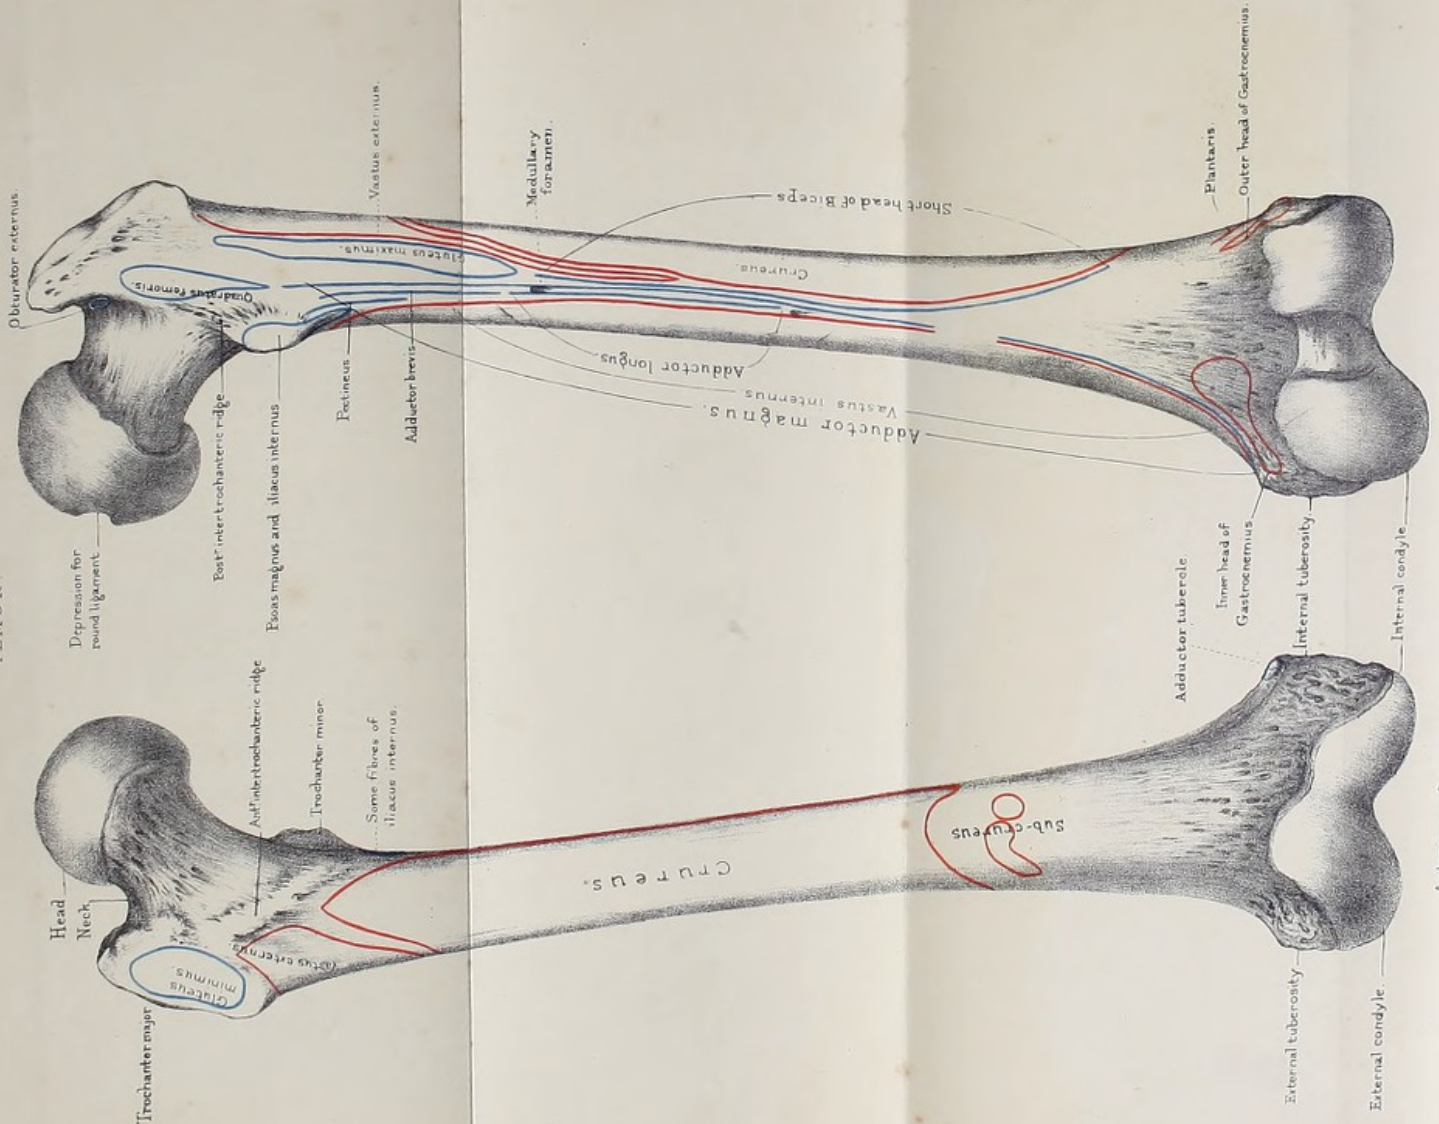 Obturator externus.
Vastus externus.
Medullary
foramen.
Short head of Biceps
Plantaris.
Outer head of Gastrocnemius.
Gluteus maximus.
Quadratus femoris.
Crureus.
Depression for
round ligament
Post.r intertrochanteric ridge
Psoas magnus and iliacus internus
Pectineus
Adductor brevis
Adductor longus
Vastus internus
Adductor magnus.
Inner head of
Gastrocnemius
Internal tuberosity.
Internal condyle
Adductor tubercle.
Head
Neck
Ant.r intertrochanteric ridge
Trochanter minor
Some fibres of
iliacus internus.
Crureus.
Sub-crureus
Vastus externus.
Gluteus
minimus.
Trochanter major
External tuberosity
External condyle.